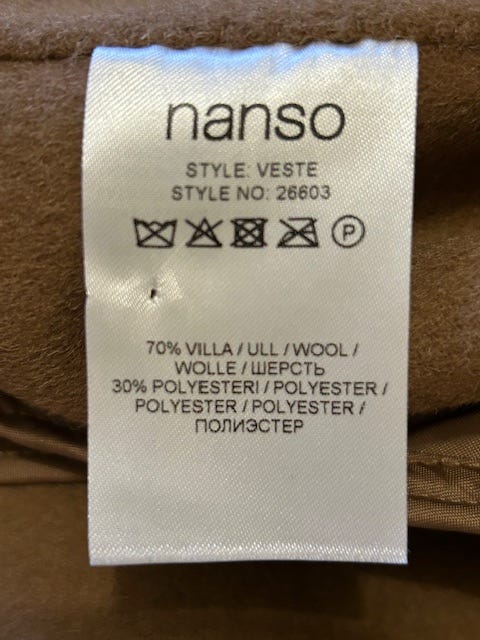 nanso
STYLE: VESTE
STYLE NO: 26603
P
70% VILLA / ULL / WOOL /
WOLLE / ШЕРСТЬ
30% POLYESTERI / POLYESTER /
POLYESTER / POLYESTER /
ПОЛИЭСТЕР